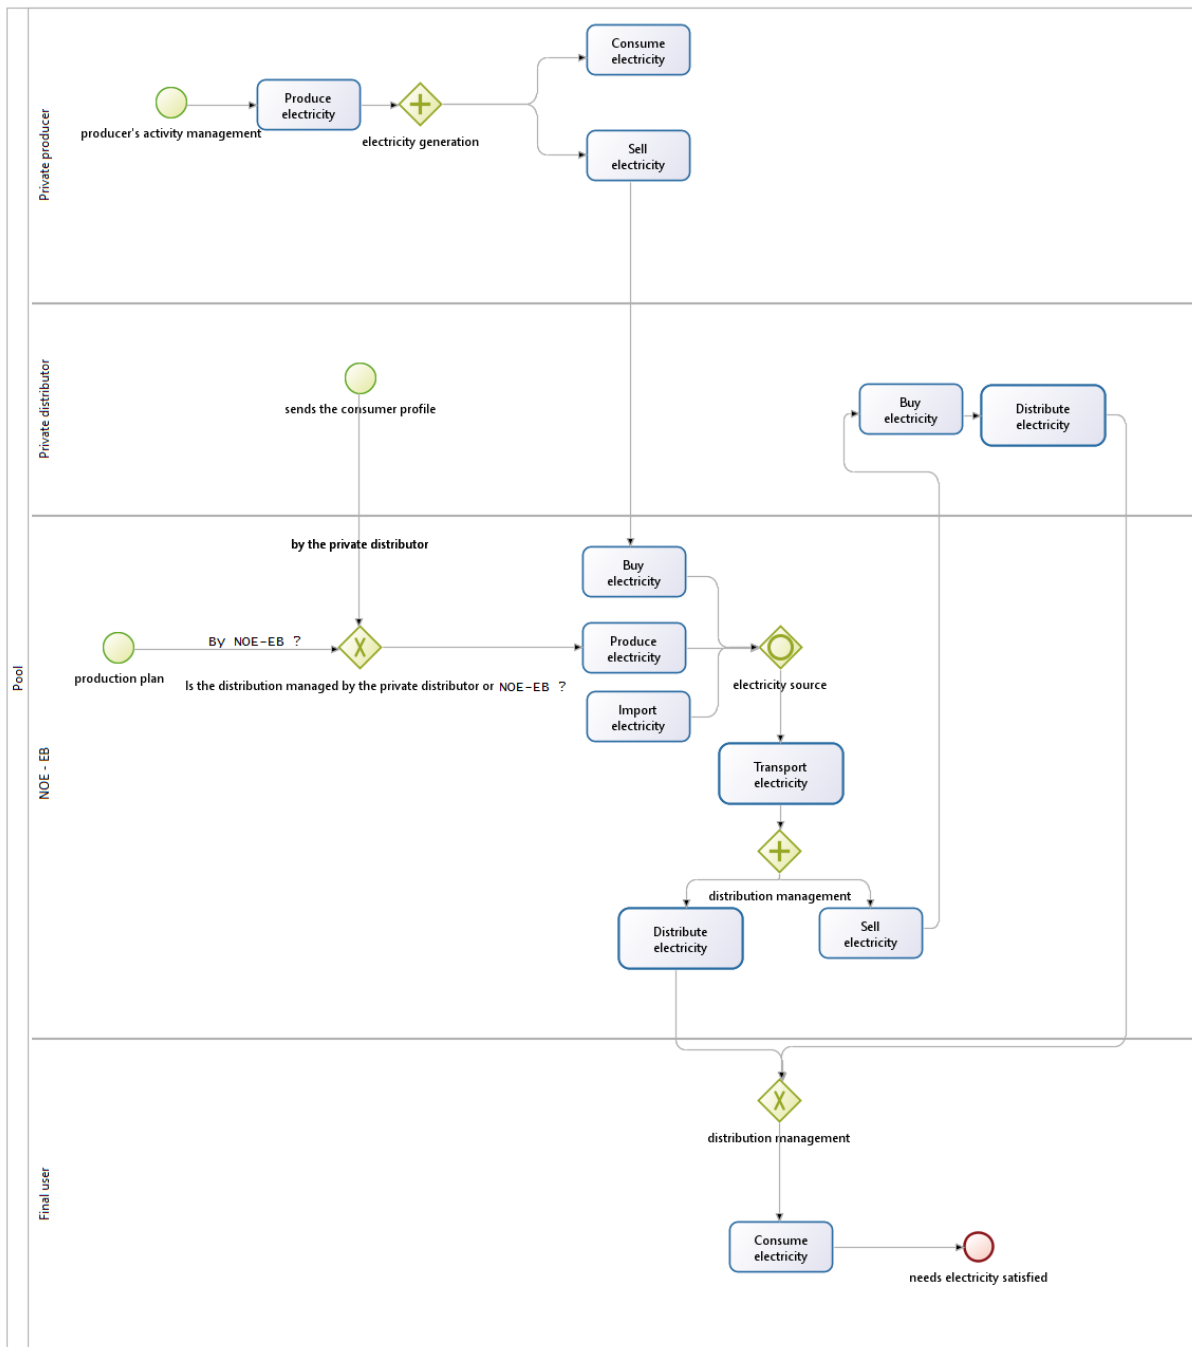 Pool
Private producer
producer's activity management
Produce
electricity
electricity generation
Consume
electricity
Sell
electricity
Private distributor
sends the consumer profile
Buy
electricity
Distribute
electricity
NOE - EB
by the private distributor
production plan
By NOE-EB ?
Is the distribution managed by the private distributor or NOE-EB ?
Buy
electricity
Produce
electricity
Import
electricity
electricity source
Transport
electricity
distribution management
Distribute
electricity
Sell
electricity
Final user
distribution management
Consume
electricity
needs electricity satisfied